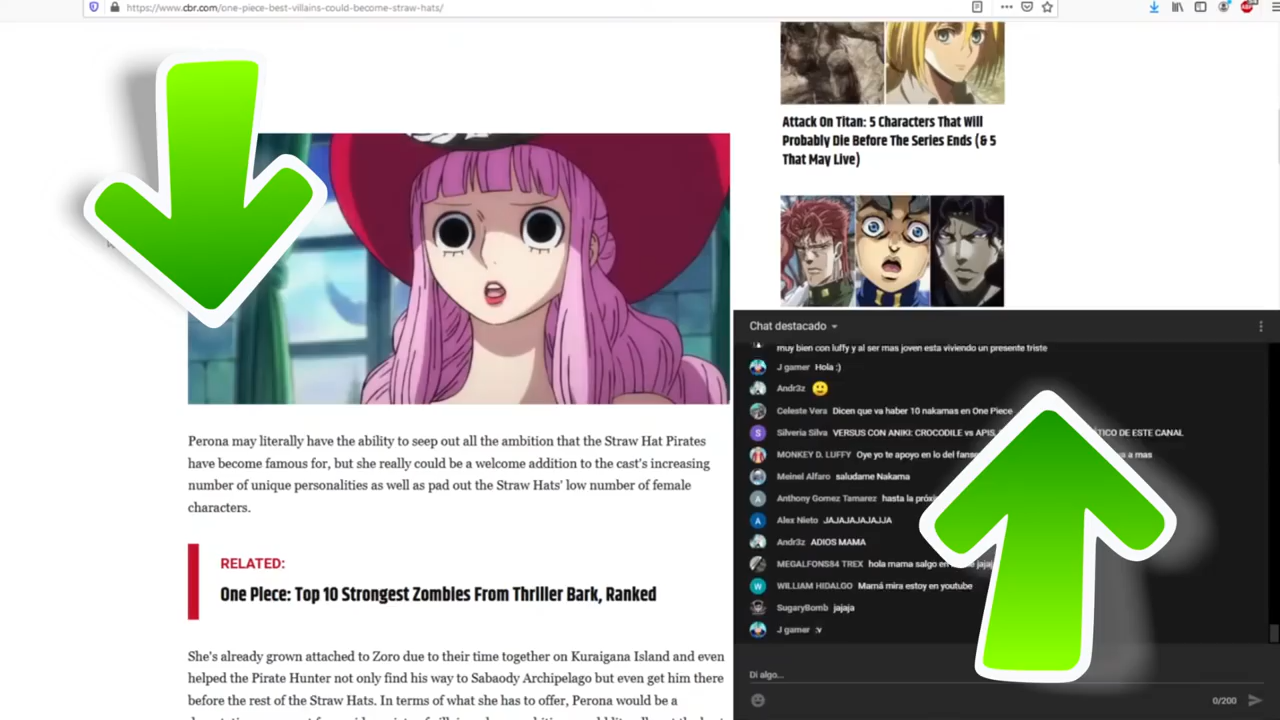 https://www.cbr.com/one-piece-best-villains-could-become-straw-hats/
Attack On Titan: 5 Characters That Will
Probably Die Before The Series Ends (& 5
That May Live)
Perona may literally have the ability to seep out all the ambition that the Straw Hat Pirates
have become famous for, but she really could be a welcome addition to the cast's increasing
number of unique personalities as well as pad out the Straw Hats' low number of female
characters.
RELATED:
One Piece: Top 10 Strongest Zombies From Thriller Bark, Ranked
She's already grown attached to Zoro due to their time together on Kuraigana Island and even
helped the Pirate Hunter not only find his way to Sabaody Archipelago but even get him there
before the rest of the Straw Hats. In terms of what she has to offer, Perona would be a
Chat destacado
muy bien con luffy y al ser mas joven esta viviendo un presente triste
J gamer Hola :)
Andr3z 🙂
Celeste Vera Dicen que va haber 10 nakamas en One Piece
Silveria Silva VERSUS CON ANIKI: CROCODILE vs APIS, DE ESTE CANAL
MONKEY D. LUFFY Oye yo te apoyo en lo del a mas
Meinel Alfaro saludame Nakama
Anthony Gomez Tamarez hasta la
Alex Nieto JAJAJAJAJAJJA
Andr3z ADIOS MAMA
MEGALFONS84 TREX hola mama salgo en
WILLIAM HIDALGO Mamá mira estoy en youtube
SugaryBomb jajaja
J gamer :v
Di algo...
0/200